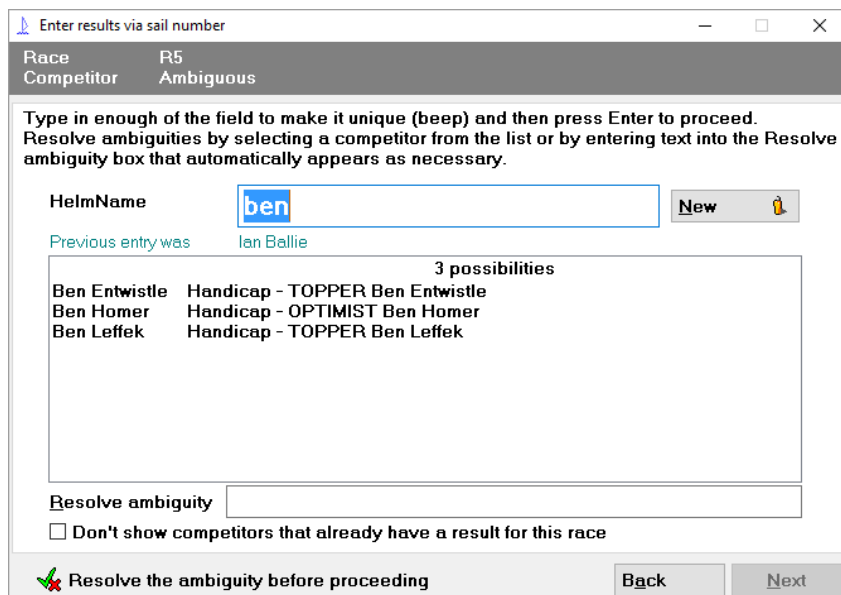 Enter results via sail number
Race R5
Competitor Ambiguous
Type in enough of the field to make it unique (beep) and then press Enter to proceed.
Resolve ambiguities by selecting a competitor from the list or by entering text into the Resolve
ambiguity box that automatically appears as necessary.
HelmName ben New
Previous entry was Ian Ballie
3 possibilities
Ben Entwistle Handicap - TOPPER Ben Entwistle
Ben Homer Handicap - OPTIMIST Ben Homer
Ben Leffek Handicap - TOPPER Ben Leffek
Resolve ambiguity
Don't show competitors that already have a result for this race
Resolve the ambiguity before proceeding Back Next